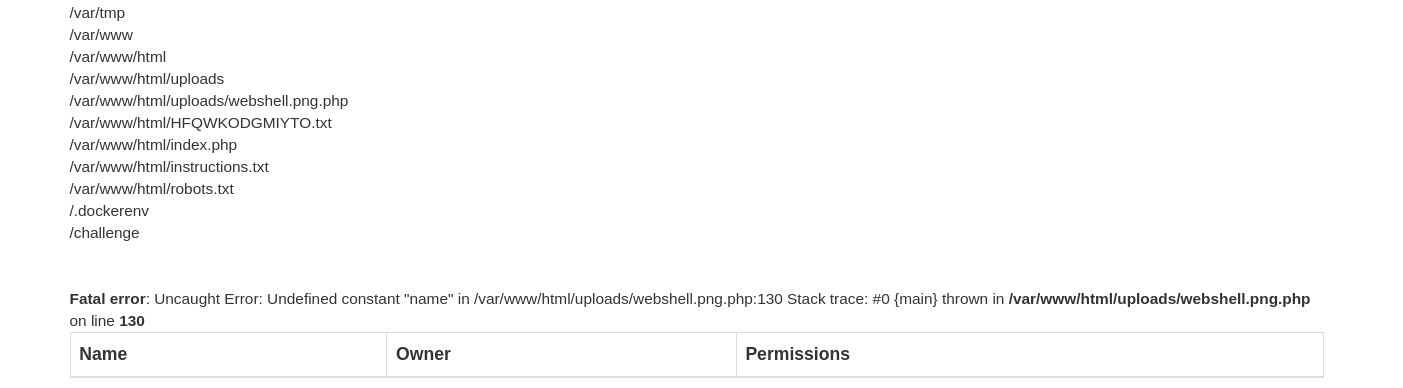 /var/tmp
/var/www
/var/www/html
/var/www/html/uploads
/var/www/html/uploads/webshell.png.php
/var/www/html/HFQWKODGMIYTO.txt
/var/www/html/index.php
/var/www/html/instructions.txt
/var/www/html/robots.txt
/.dockerenv
/challenge
Fatal error: Uncaught Error: Undefined constant "name" in /var/www/html/uploads/webshell.png.php:130 Stack trace: #0 {main} thrown in /var/www/html/uploads/webshell.png.php
on line 130
Name Owner Permissions